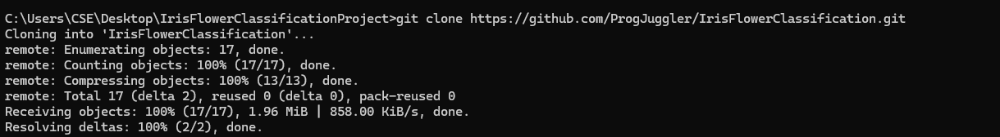 C:\Users\CSE\Desktop\IrisFlowerClassificationProject>git clone https://github.com/ProgJuggler/IrisFlowerClassification.git
Cloning into 'IrisFlowerClassification'...
remote: Enumerating objects: 17, done.
remote: Counting objects: 100% (17/17), done.
remote: Compressing objects: 100% (13/13), done.
remote: Total 17 (delta 2), reused 0 (delta 0), pack-reused 0
Receiving objects: 100% (17/17), 1.96 MiB | 858.00 KiB/s, done.
Resolving deltas: 100% (2/2), done.